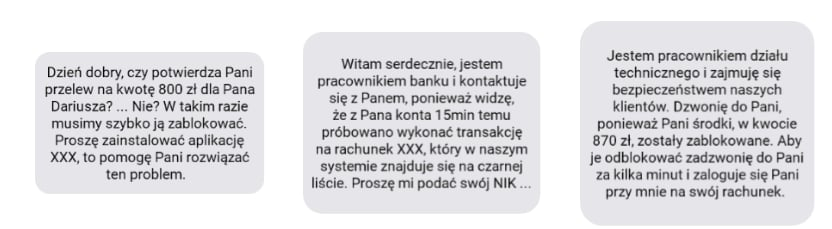 Dzień dobry, czy potwierdza Pani
przelew na kwotę 800 zł dla Pana
Dariusza? ... Nie? W takim razie
musimy szybko ją zablokować.
Proszę zainstalować aplikację
XXX, to pomogę Pani rozwiązać
ten problem.
Witam serdecznie, jestem
pracownikiem banku i kontaktuje
się z Panem, ponieważ widzę,
że z Pana konta 15min temu
próbowano wykonać transakcję
na rachunek XXX, który w naszym
systemie znajduje się na czarnej
liście. Proszę mi podać swój NIK ...
Jestem pracownikiem działu
technicznego i zajmuję się
bezpieczeństwem naszych
klientów. Dzwonię do Pani,
ponieważ Pani środki, w kwocie
870 zł, zostały zablokowane. Aby
je odblokować zadzwonię do Pani
za kilka minut i zaloguje się Pani
przy mnie na swój rachunek.